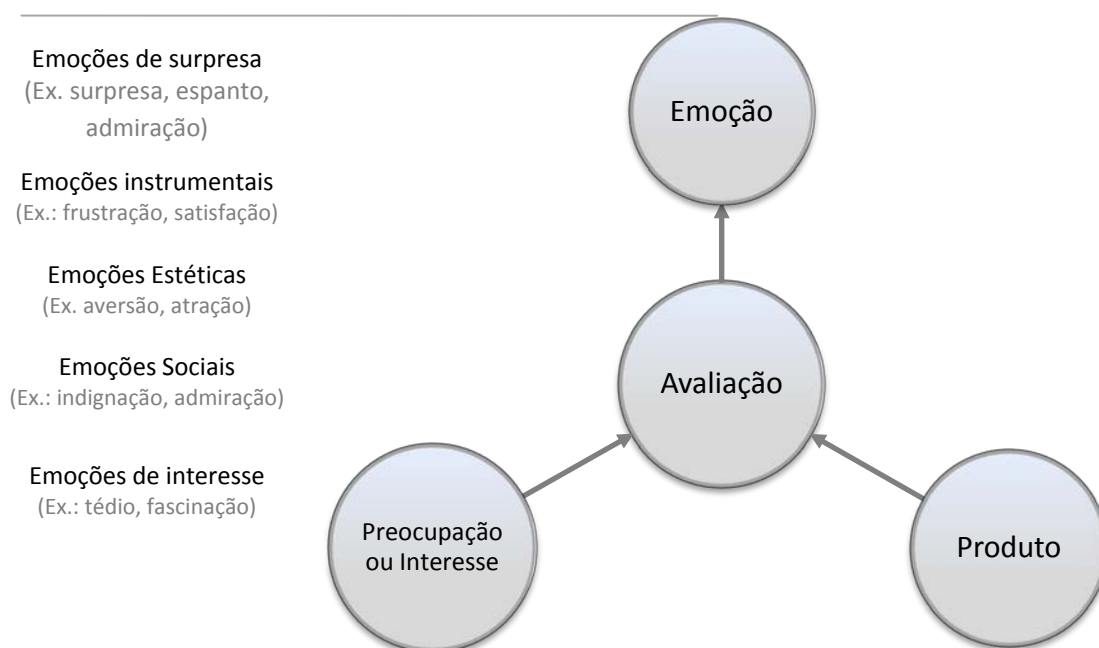 Emoções de surpresa
(Ex. surpresa, espanto,
admiração)
Emoções instrumentais
(Ex.: frustração, satisfação)
Emoções Estéticas
(Ex. aversão, atração)
Emoções Sociais
(Ex.: indignação, admiração)
Emoções de interesse
(Ex.: tédio, fascinação)
Emoção
Avaliação
Preocupação
ou Interesse
Produto